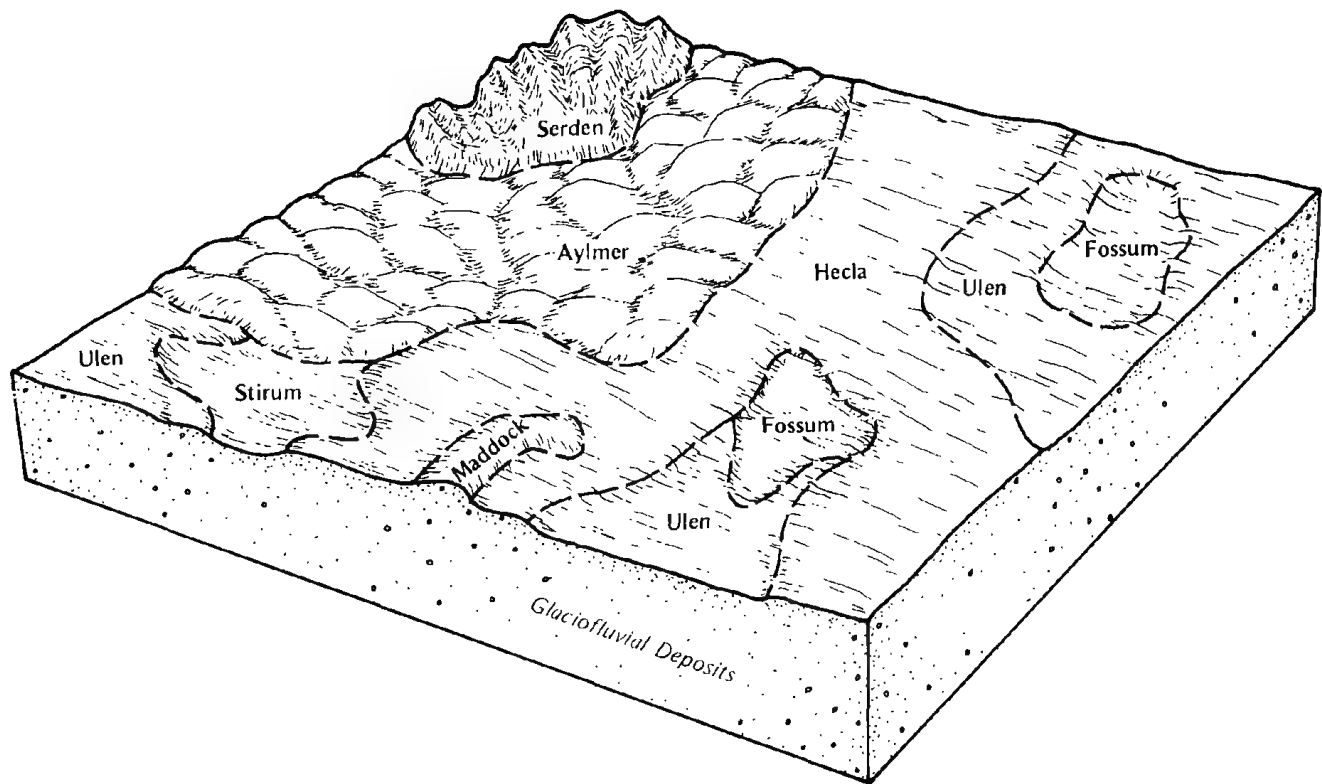 Serden
Aylmer
Hecla
Ulen
Fossum
Ulen
Stirum
Maddock
Fossum
Ulen
Glaciofluvial Deposits